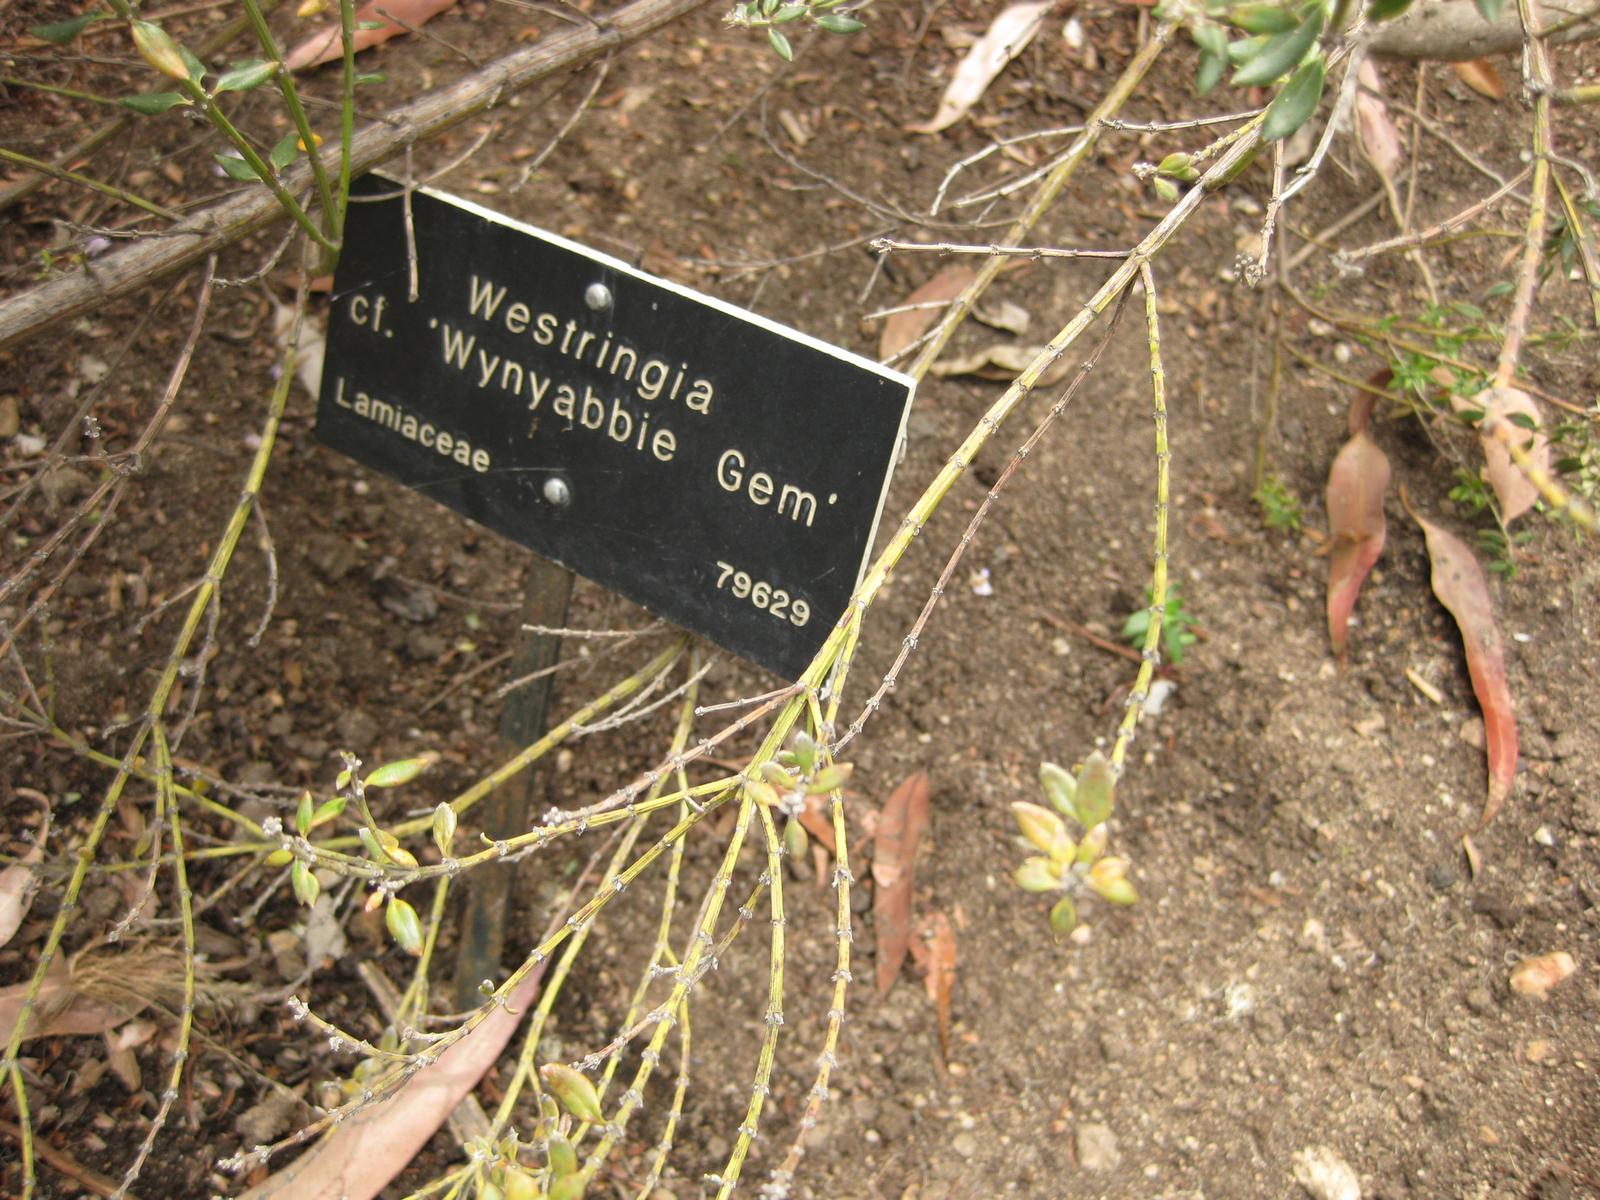 Westringia
cf. 'Wynyabbie Gem'
Lamiaceae
79629